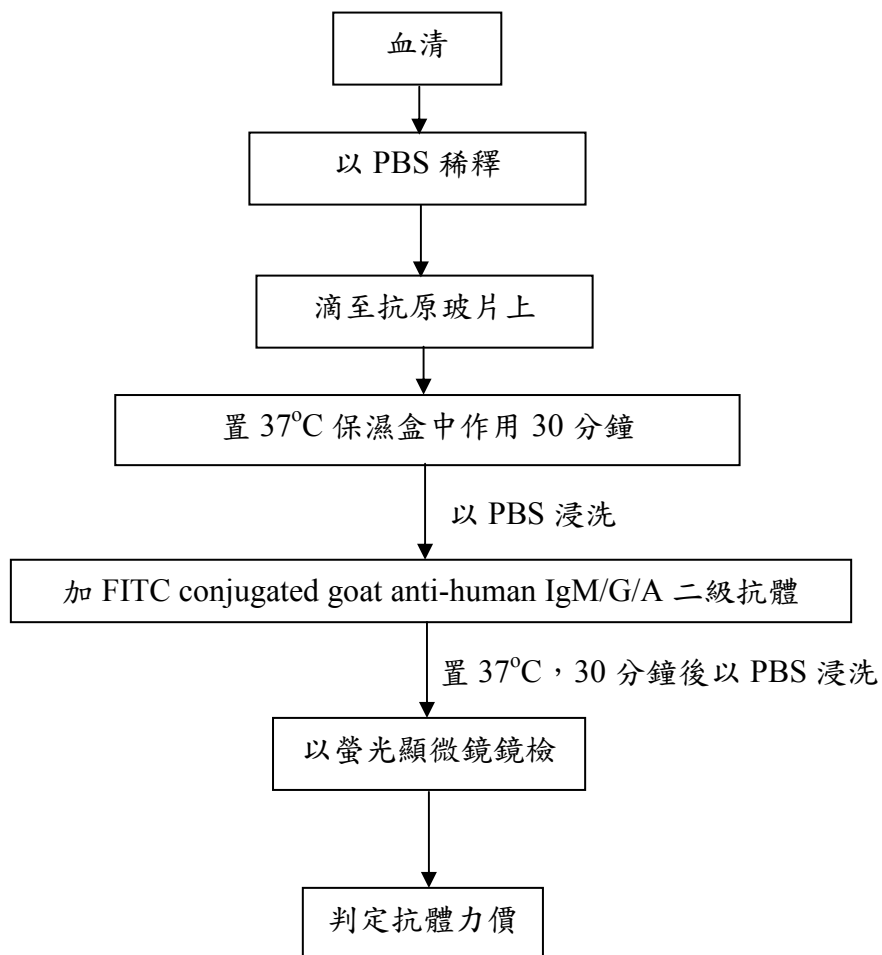 血清
以 PBS 稀釋
滴至抗原玻片上
置 37°C 保濕盒中作用 30 分鐘
以 PBS 浸洗
加 FITC conjugated goat anti-human IgM/G/A 二級抗體
置 37°C，30 分鐘後以 PBS 浸洗
以螢光顯微鏡鏡檢
判定抗體力價